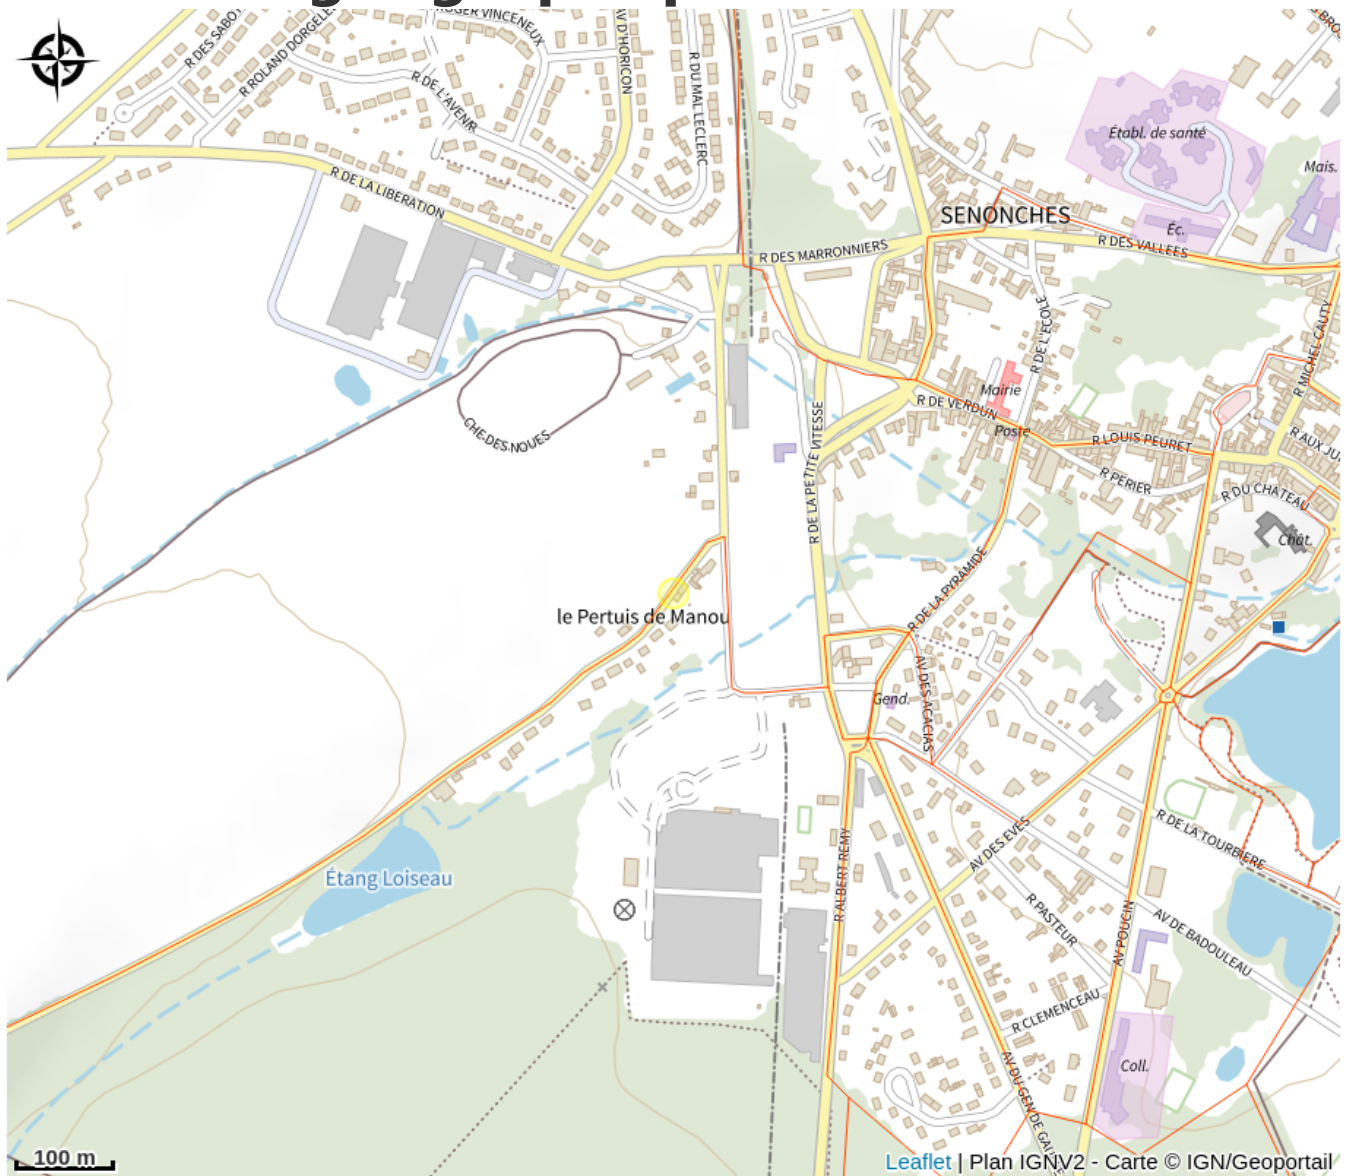 R DES SABOT
R ROLAND DORGELES
ROGER VINCENEUX
AV D'HORICON
R DE L'AVENIR
R DU MAL LECLERC
R DE LA LIBERATION
Établ. de santé
Mais.
SENONCHES
Éc.
R DES MARRONNIERS
R DES VALLEES
R DE L'ECOLE
R MICHEL CAUTY
Mairie
R DE VERDUN
Poste
R LOUIS PEURET
R AUX JU
CHE DES NOUES
R DE LA PETITE VITESSE
R PERIER
R DU CHATEAU
Chât.
R DE LA PYRAMIDE
le Pertuis de Manou
AV DES ACACIAS
Gend.
R DE LA TOURBIERE
AV DES EVES
Étang Loiseau
R ALBERT REMY
R PASTEUR
AV POUCIN
AV DE BADOULEAU
R CLEMENCEAU
Coll.
AV DU GEN DE GAULLE
100 m
Leaflet | Plan IGNV2 - Carte © IGN/Geoportail